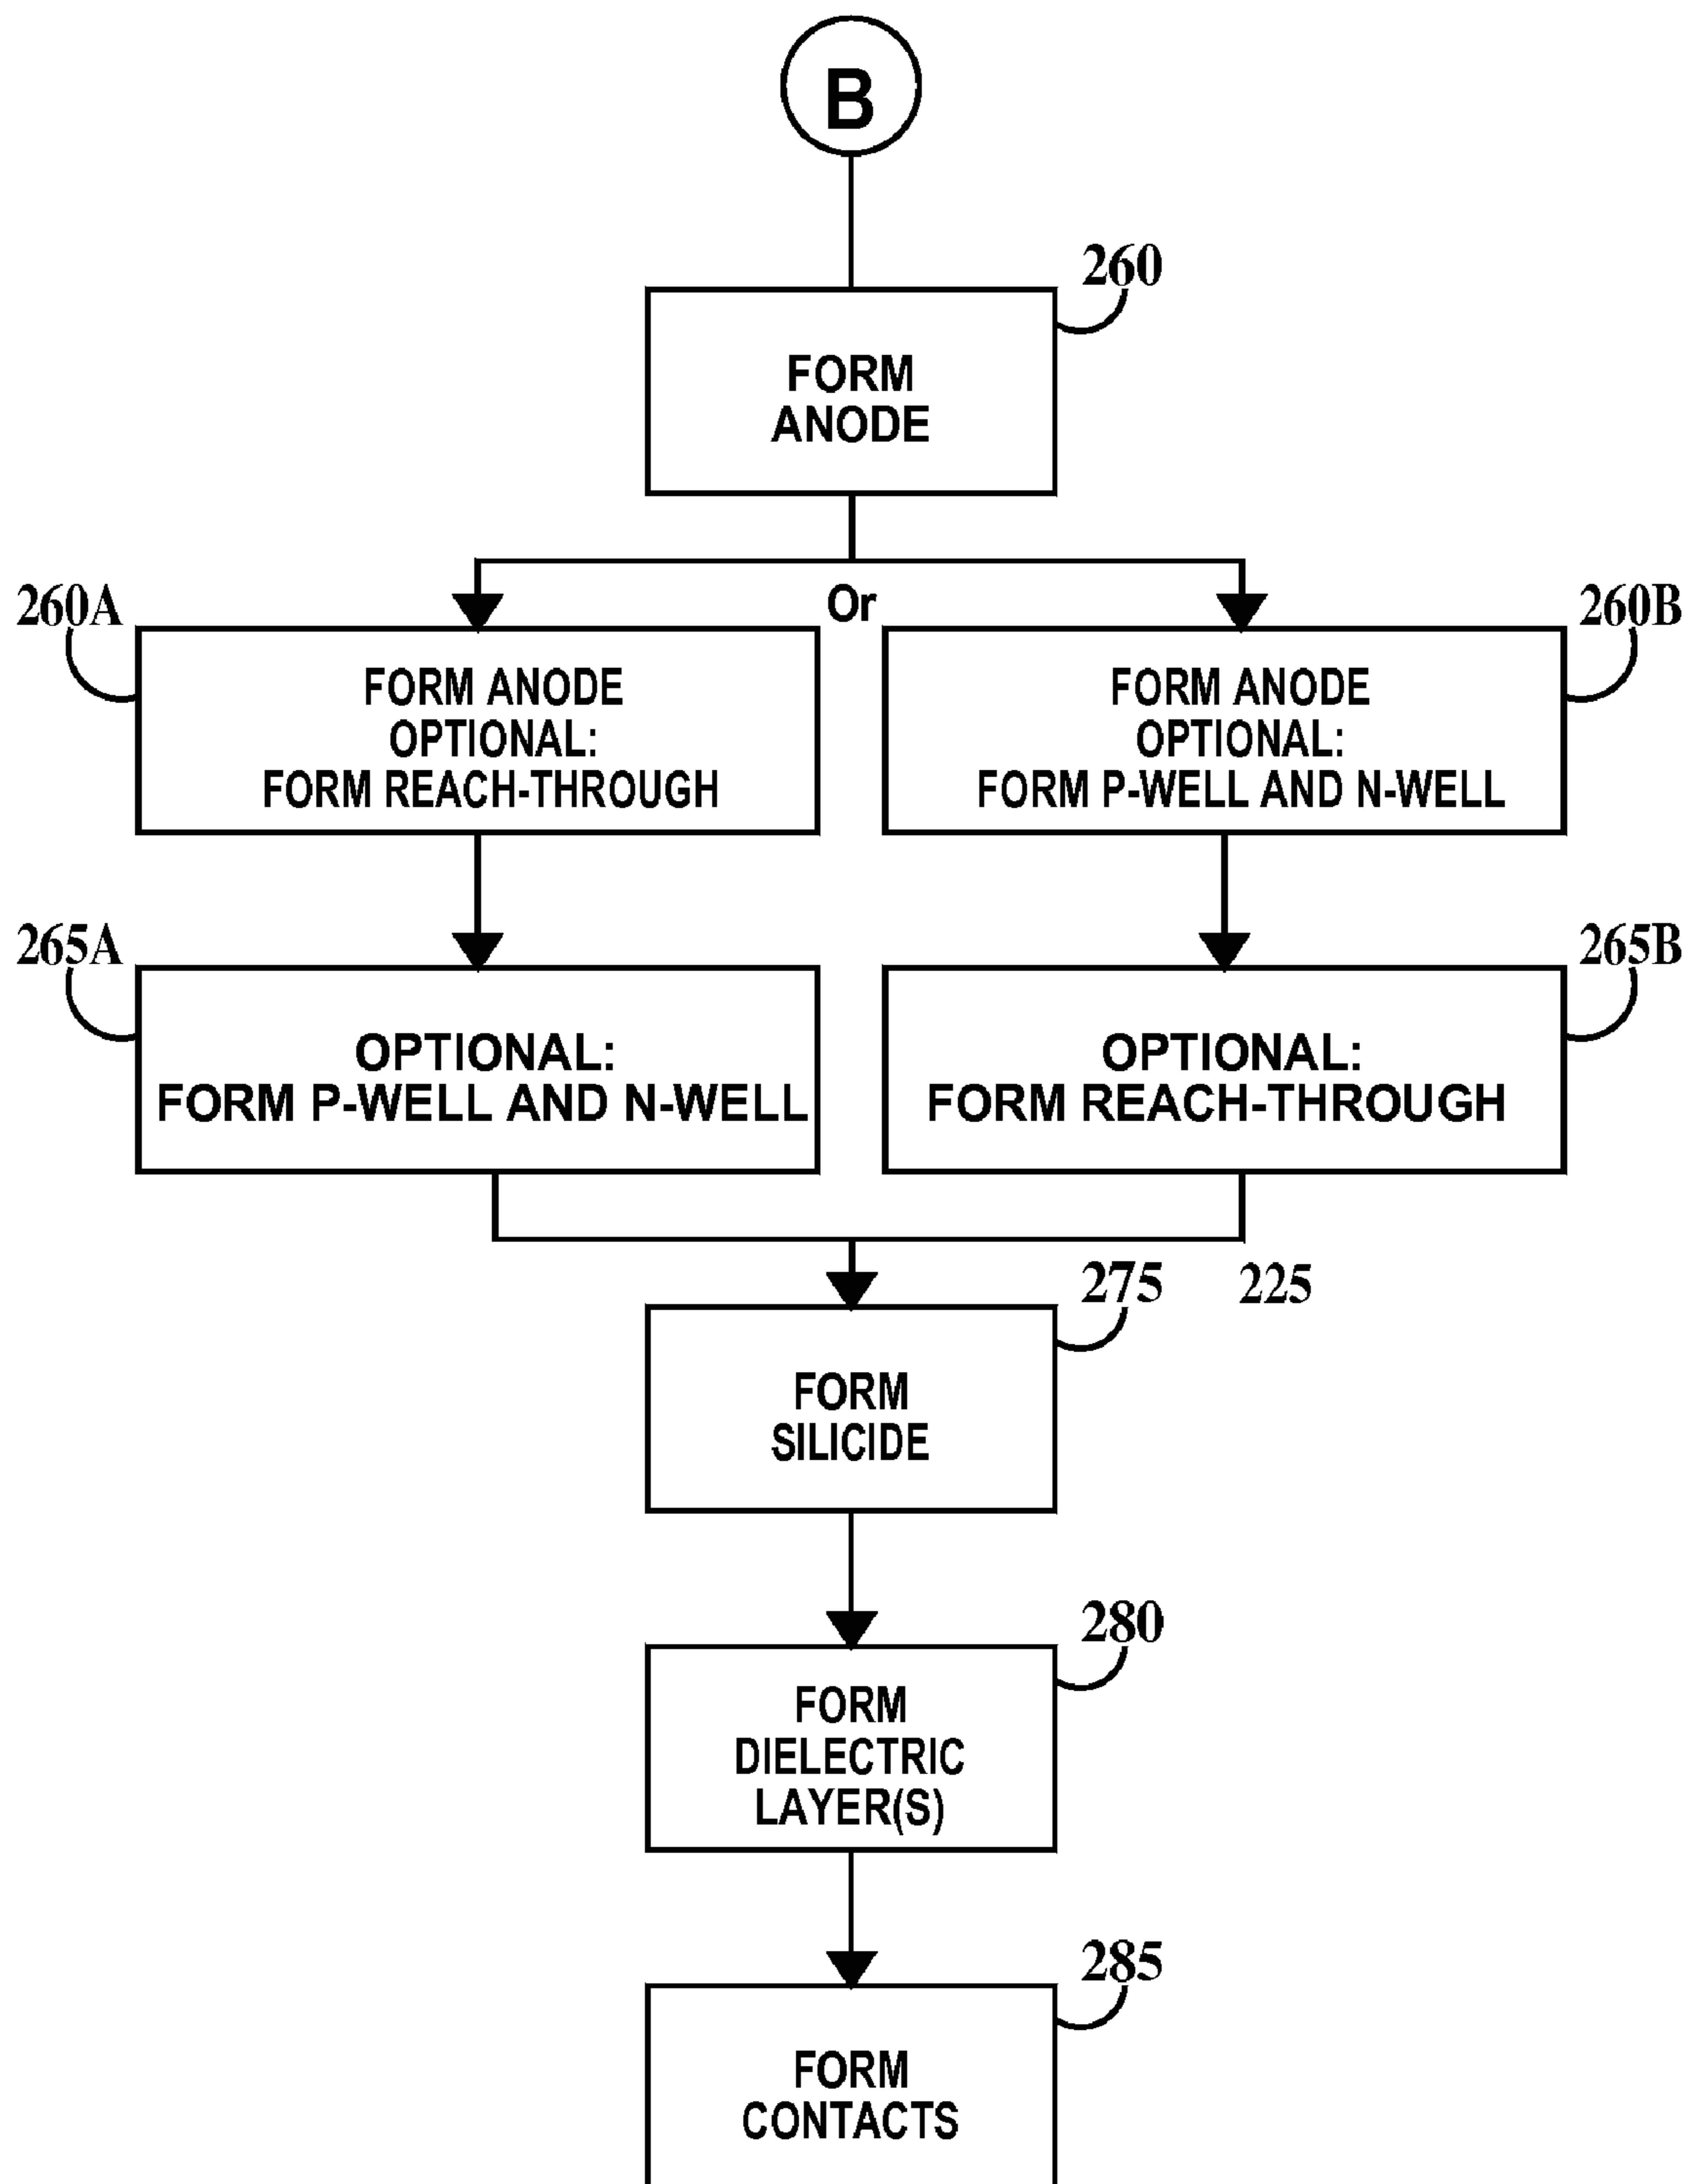 B
260
FORM
ANODE
Or
260A
FORM ANODE
OPTIONAL:
FORM REACH-THROUGH
260B
FORM ANODE
OPTIONAL:
FORM P-WELL AND N-WELL
265A
OPTIONAL:
FORM P-WELL AND N-WELL
265B
OPTIONAL:
FORM REACH-THROUGH
275
225
FORM
SILICIDE
280
FORM
DIELECTRIC
LAYER(S)
285
FORM
CONTACTS